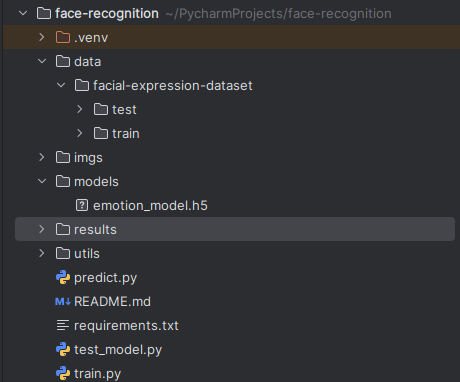 face-recognition ~/PycharmProjects/face-recognition
.venv
data
facial-expression-dataset
test
train
imgs
models
emotion_model.h5
results
utils
predict.py
M↓ README.md
requirements.txt
test_model.py
train.py